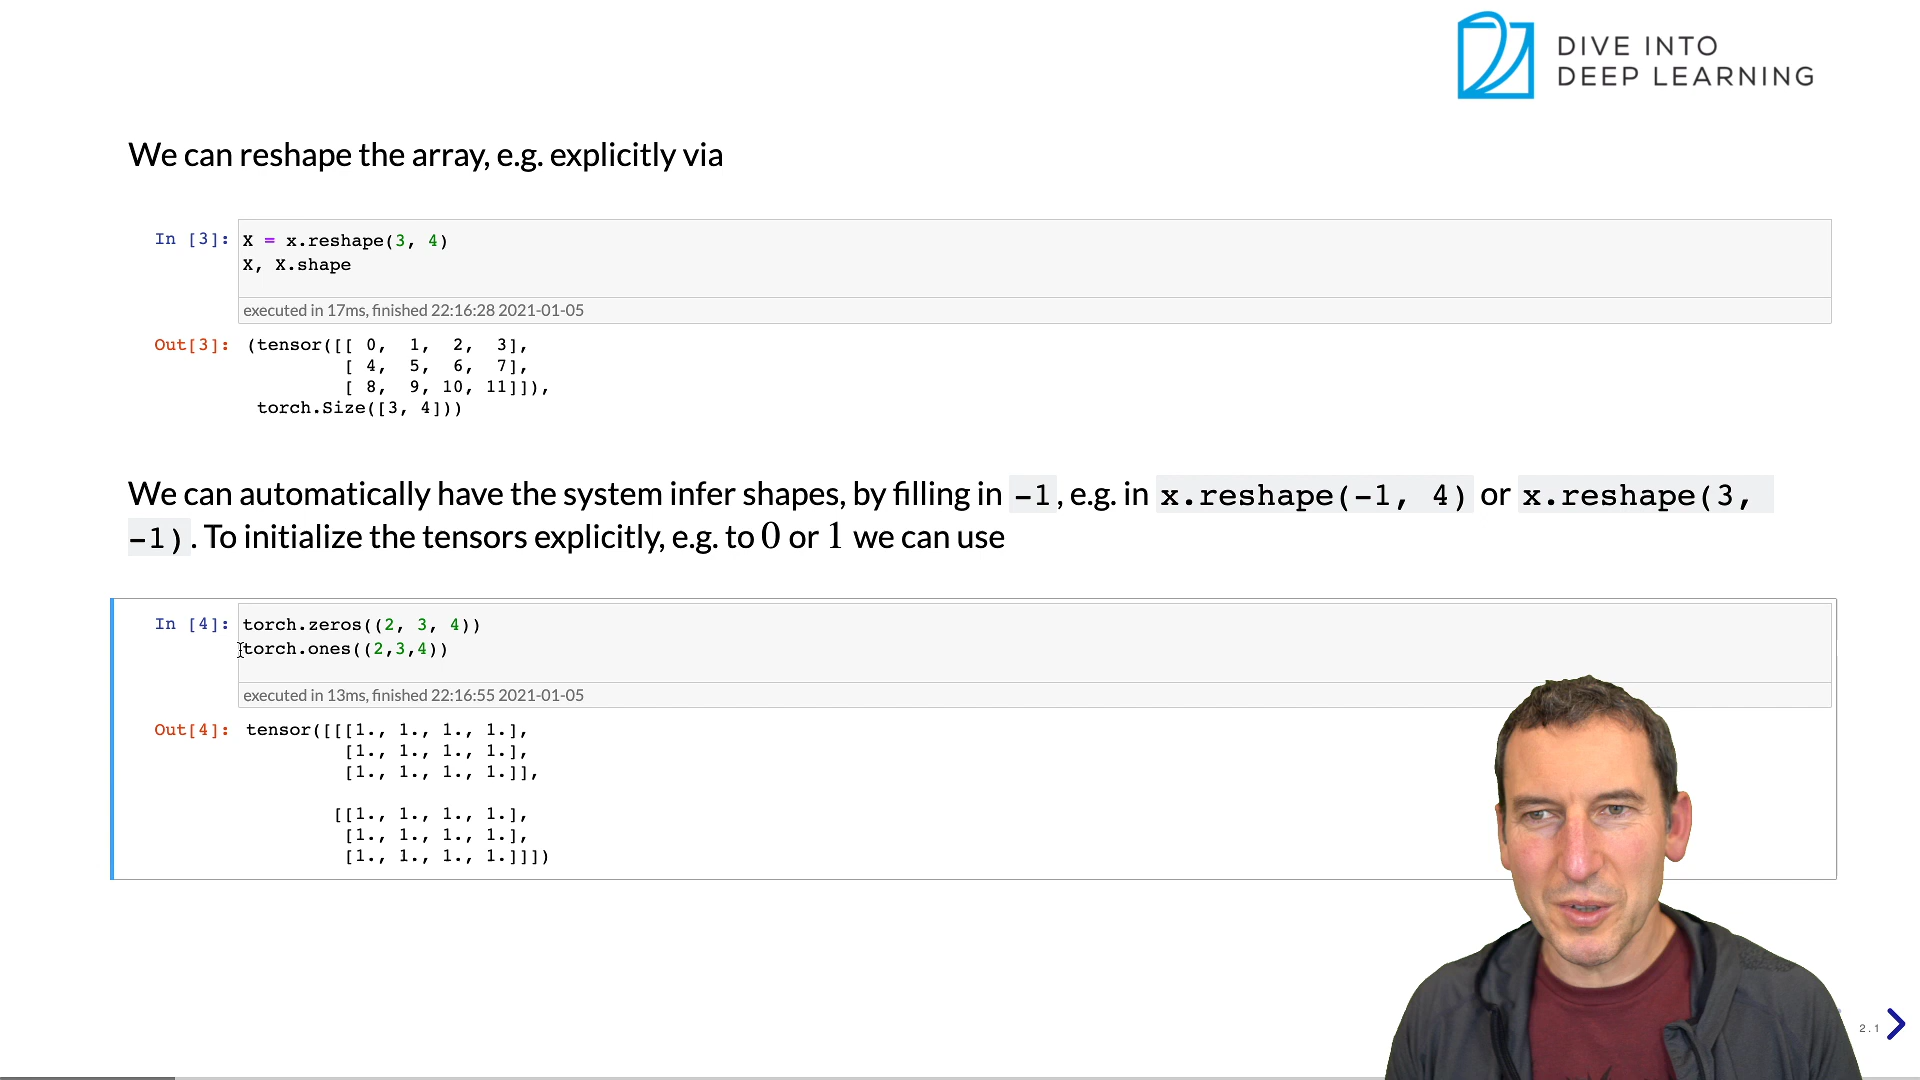 DIVE INTO
DEEP LEARNING
We can reshape the array, e.g. explicitly via
In [3]: X = x.reshape(3, 4)
X, X.shape
executed in 17ms, finished 22:16:28 2021-01-05
Out[3]: (tensor([[ 0,  1,  2,  3],
[ 4,  5,  6,  7],
[ 8,  9, 10, 11]]),
torch.Size([3, 4]))
We can automatically have the system infer shapes, by filling in -1, e.g. in x.reshape(-1, 4) or x.reshape(3,
-1). To initialize the tensors explicitly, e.g. to 0 or 1 we can use
In [4]: torch.zeros((2, 3, 4))
torch.ones((2,3,4))
executed in 13ms, finished 22:16:55 2021-01-05
Out[4]: tensor([[[1., 1., 1., 1.],
[1., 1., 1., 1.],
[1., 1., 1., 1.]],
[[1., 1., 1., 1.],
[1., 1., 1., 1.],
[1., 1., 1., 1.]]])
2.1